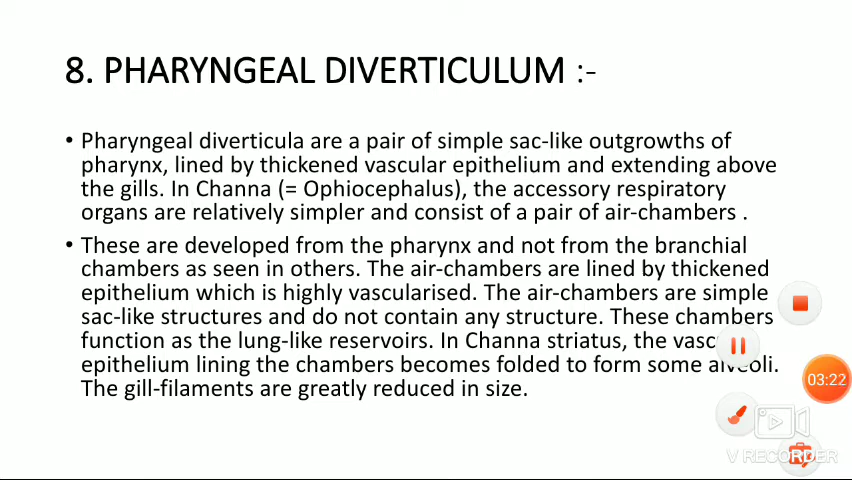 8. PHARYNGEAL DIVERTICULUM :-
• Pharyngeal diverticula are a pair of simple sac-like outgrowths of
pharynx, lined by thickened vascular epithelium and extending above
the gills. In Channa (= Ophiocephalus), the accessory respiratory
organs are relatively simpler and consist of a pair of air-chambers .
• These are developed from the pharynx and not from the branchial
chambers as seen in others. The air-chambers are lined by thickened
epithelium which is highly vascularised. The air-chambers are simple
sac-like structures and do not contain any structure. These chambers
function as the lung-like reservoirs. In Channa striatus, the
epithelium lining the chambers becomes folded to form some alveoli.
The gill-filaments are greatly reduced in size.
03:22
V RECORDER